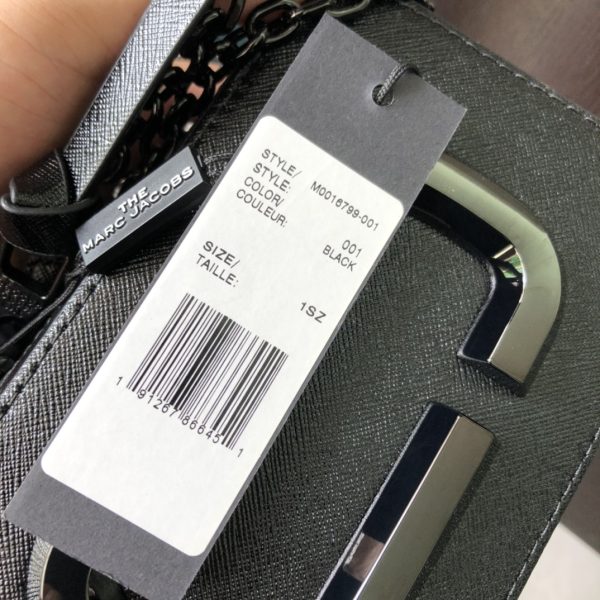 THE
MARC JACOBS
STYLE/ M0016799-001
STYLE:
COLOR/ 001
COULEUR: BLACK
SIZE/
TAILLE: 1SZ
1 91267 86645 1